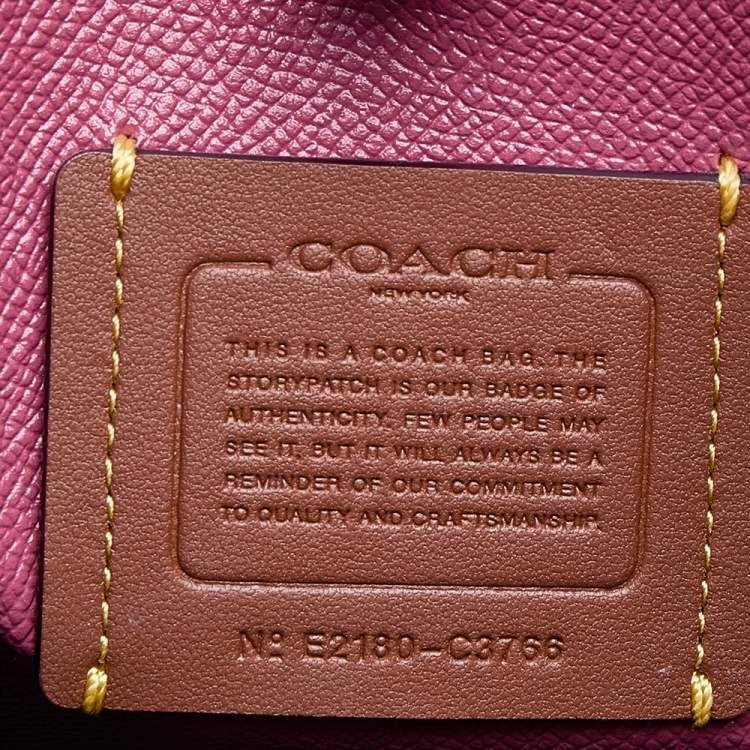 COACH
NEW YORK
THIS IS A COACH BAG. THE
STORYPATCH IS OUR BADGE OF
AUTHENTICITY. FEW PEOPLE MAY
SEE IT, BUT IT WILL ALWAYS BE A
REMINDER OF OUR COMMITMENT
TO QUALITY AND CRAFTSMANSHIP.
Nº E2180-C3766